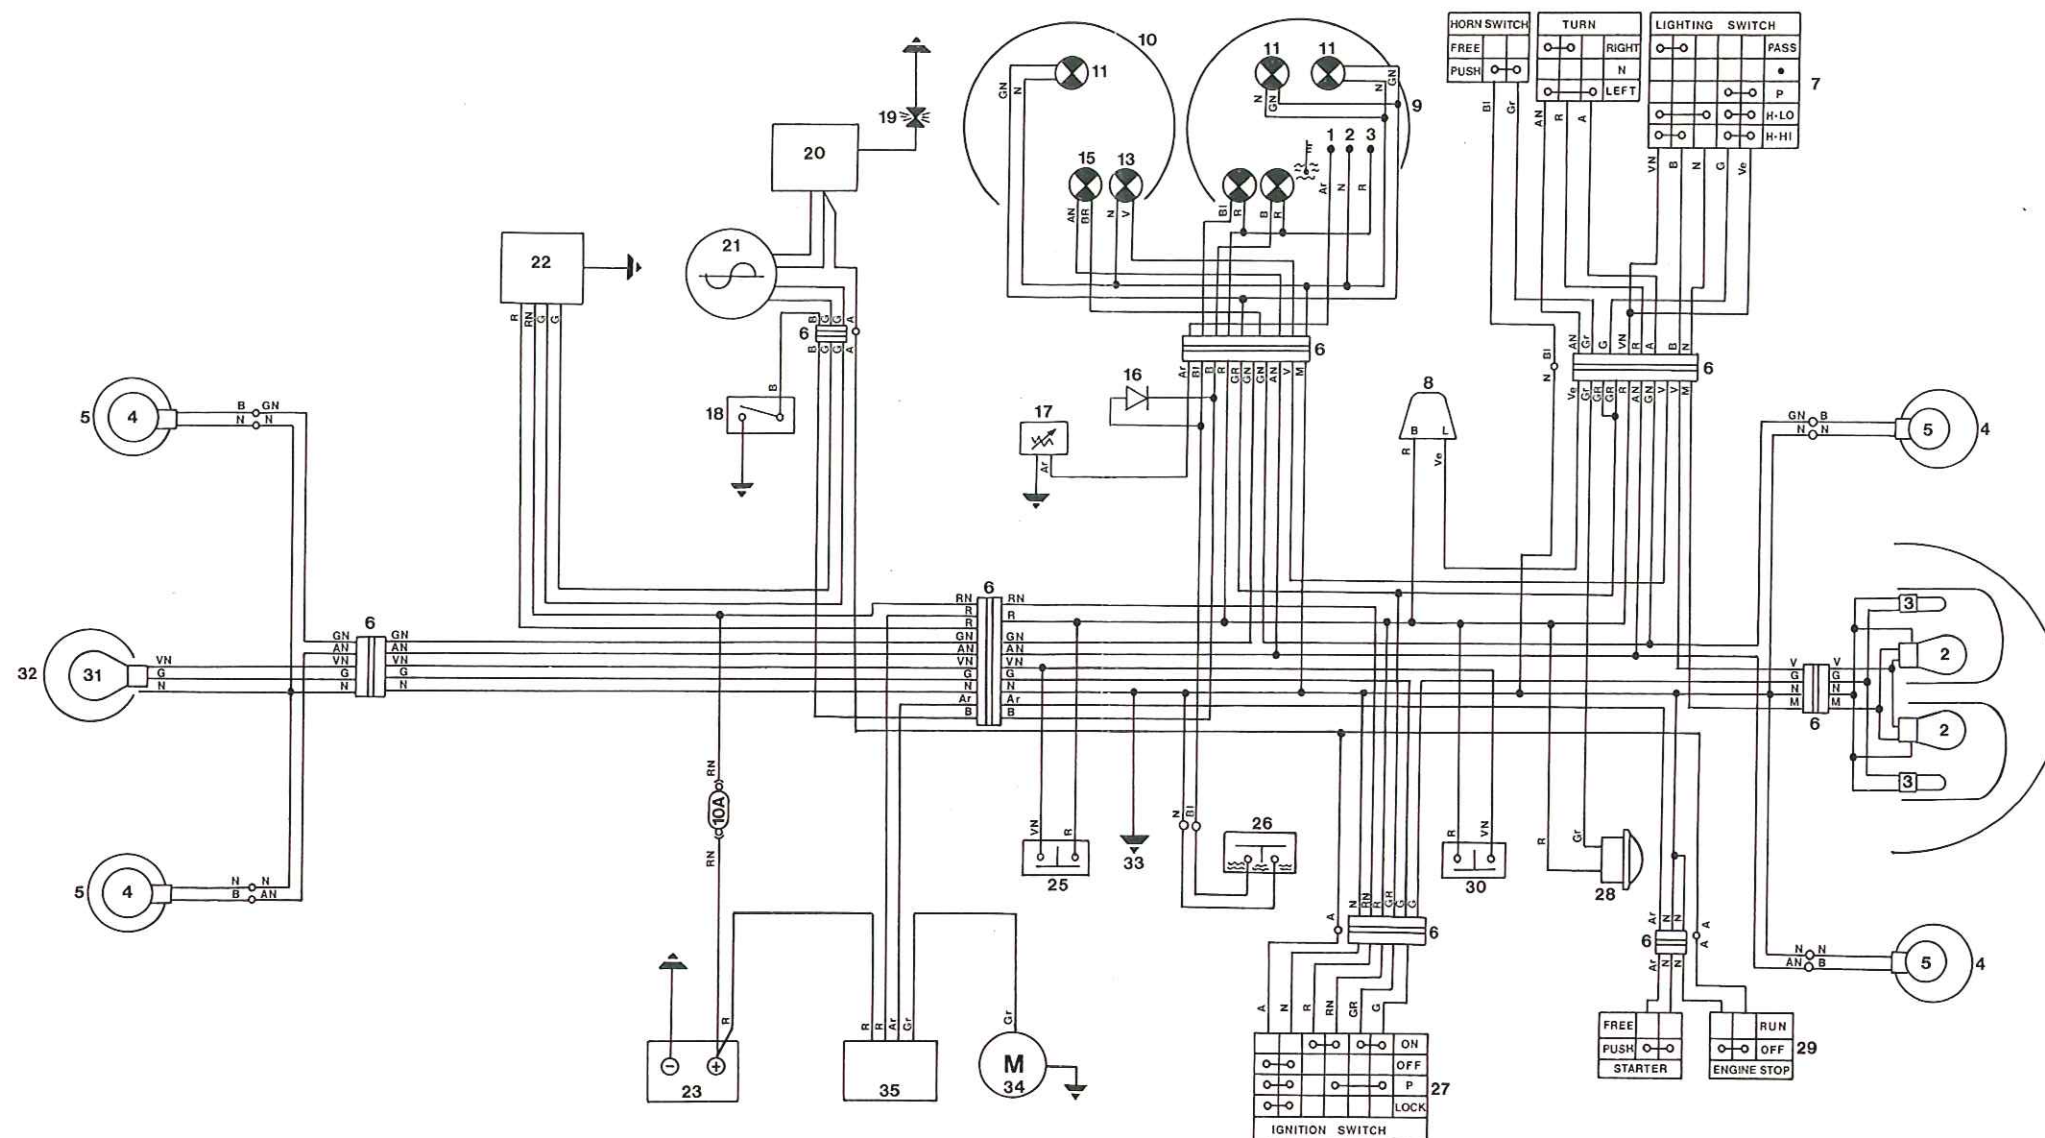 HORN SWITCH
FREE
PUSH
TURN
RIGHT
N
LEFT
LIGHTING SWITCH
PASS
●
P
H·LO
H·HI
7
Bl Gr
AN R A
VN B N G Ve
10
11
GN N
15 13
AN BR N V
11 11
N GN N GN
9
1 2 3
Ar N R
Bl R B R
19
20
21
22
R RN G G
B G G A
6
B G G A
B
18
6
Ar Bl B R GR GN GN AN V M
16
17
Ar
8
B L
R Ve
Bl
N
AN Gr G VN R A B N
6
Ve Gr GR GR R AN GN V V M
5 4
B GN
N N
GN B
N N
5 4
32 31
VN
G
N
6
GN GN
AN AN
VN VN
G G
N N
6
RN RN
R R
R
GN GN
AN AN
VN VN
G G
N N
Ar Ar
B B
V V
G G
N N
M M
6
3
2
2
3
5 4
N N
B AN
N N
AN B
5 4
RN
10A
RN
R
23
R R Ar Gr
35
Gr
M
34
VN R
25
33
N Bl
26
A
N RN R GR G G
6
A N R RN GR G
ON
OFF
P
LOCK
IGNITION SWITCH
27
R VN
30
R Gr
28
Ar N N
6
Ar N N
A
A
FREE
PUSH
STARTER
RUN
OFF
ENGINE STOP
29